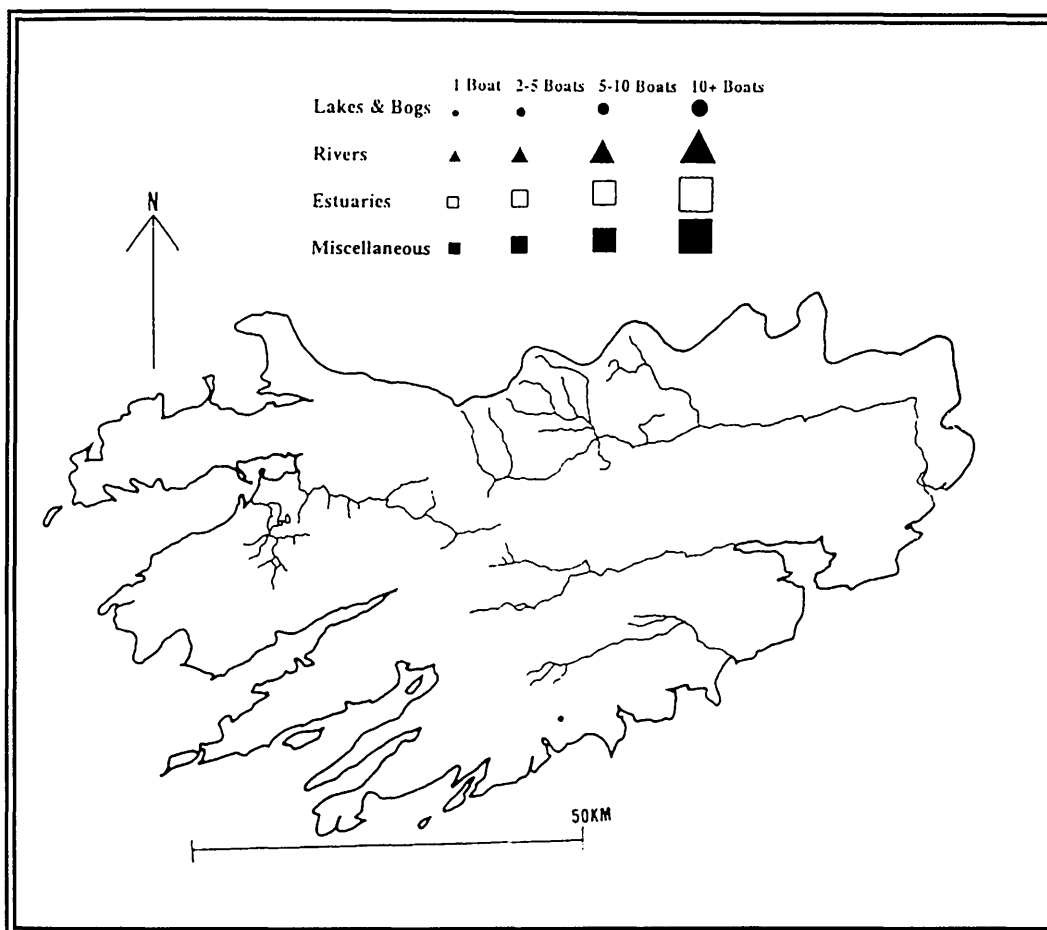 1 Boat 2-5 Boats 5-10 Boats 10+ Boats
Lakes & Bogs
Rivers
Estuaries
Miscellaneous
N
50KM